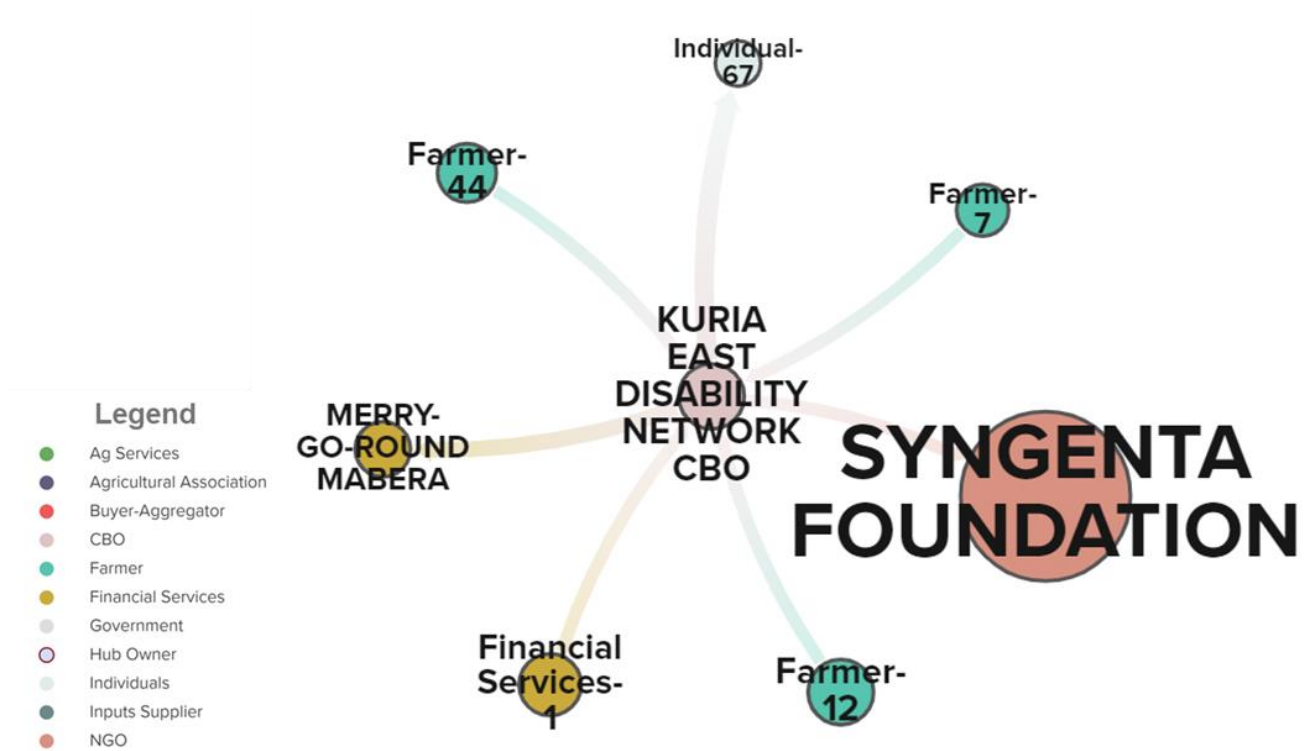 Individual-
67
Farmer-
44
Farmer-
7
KURIA
EAST
DISABILITY
NETWORK
CBO
MERRY-
GO-ROUND
MABERA
SYNGENTA
FOUNDATION
Financial
Services-
1
Farmer-
12
Legend
Ag Services
Agricultural Association
Buyer-Aggregator
CBO
Farmer
Financial Services
Government
Hub Owner
Individuals
Inputs Supplier
NGO